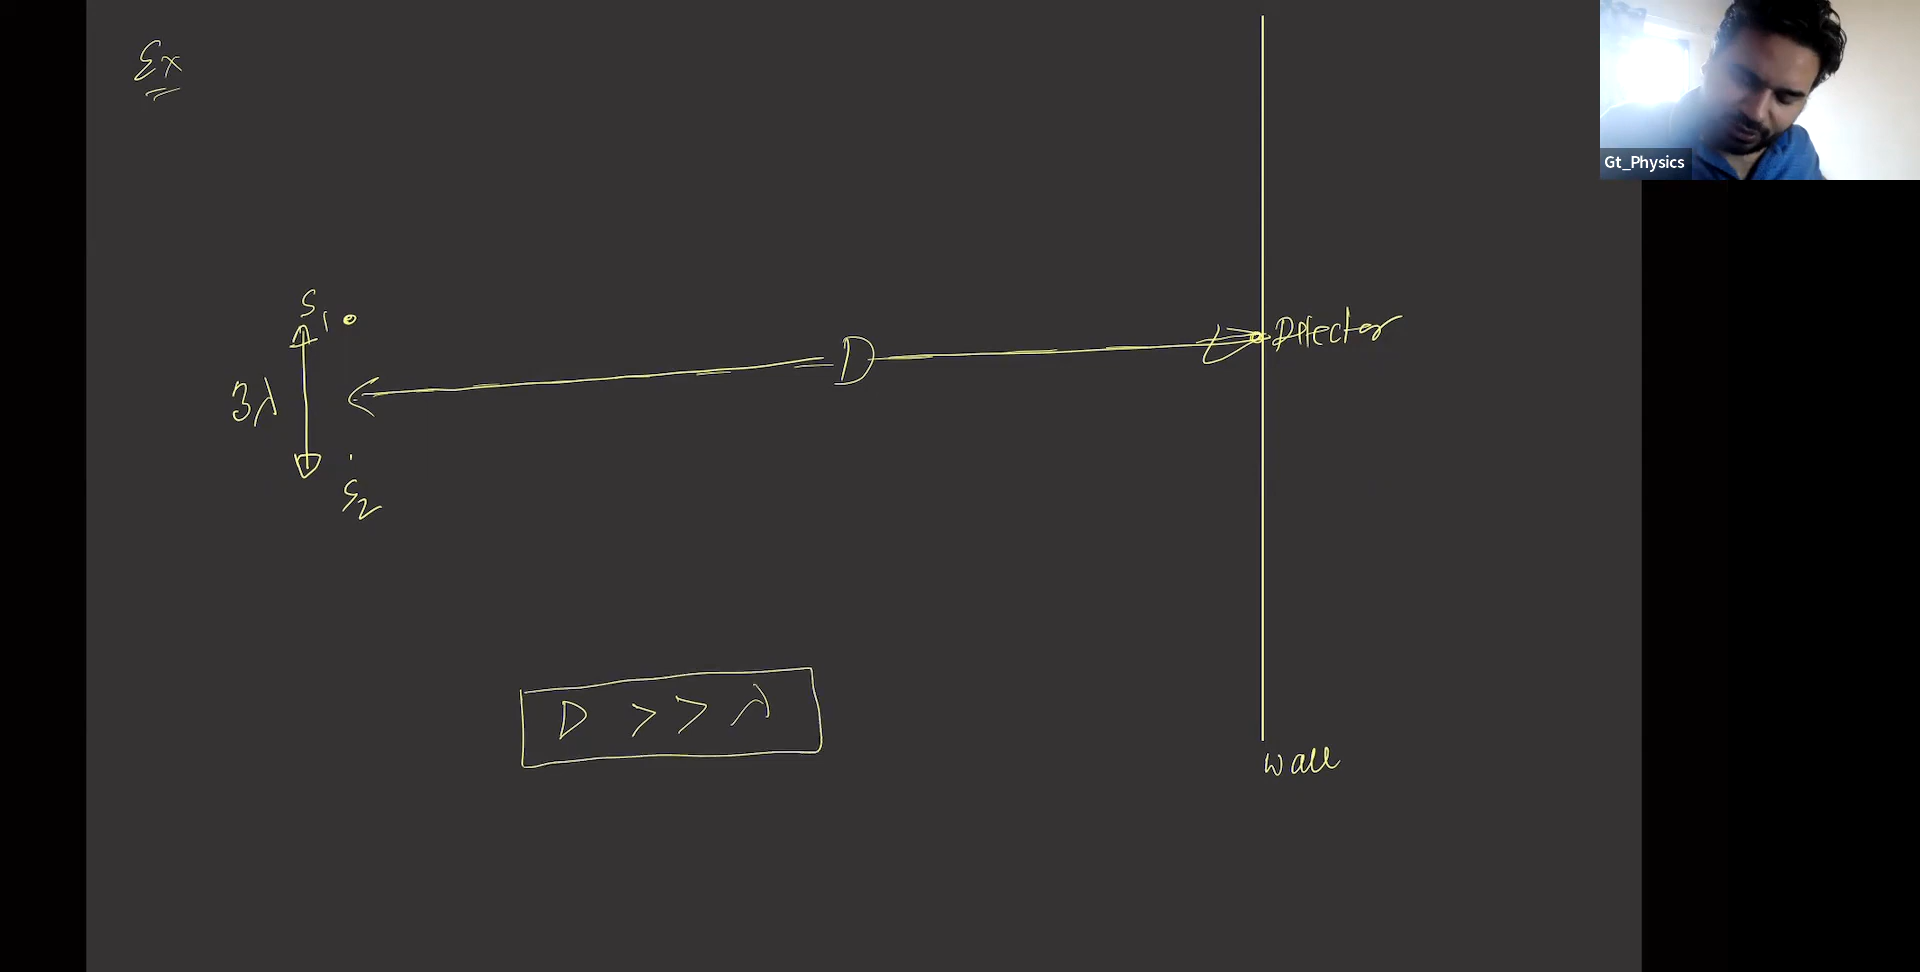 Ex
Gt_Physics
S1
D
Detector
3λ
S2
D >> λ
Wall